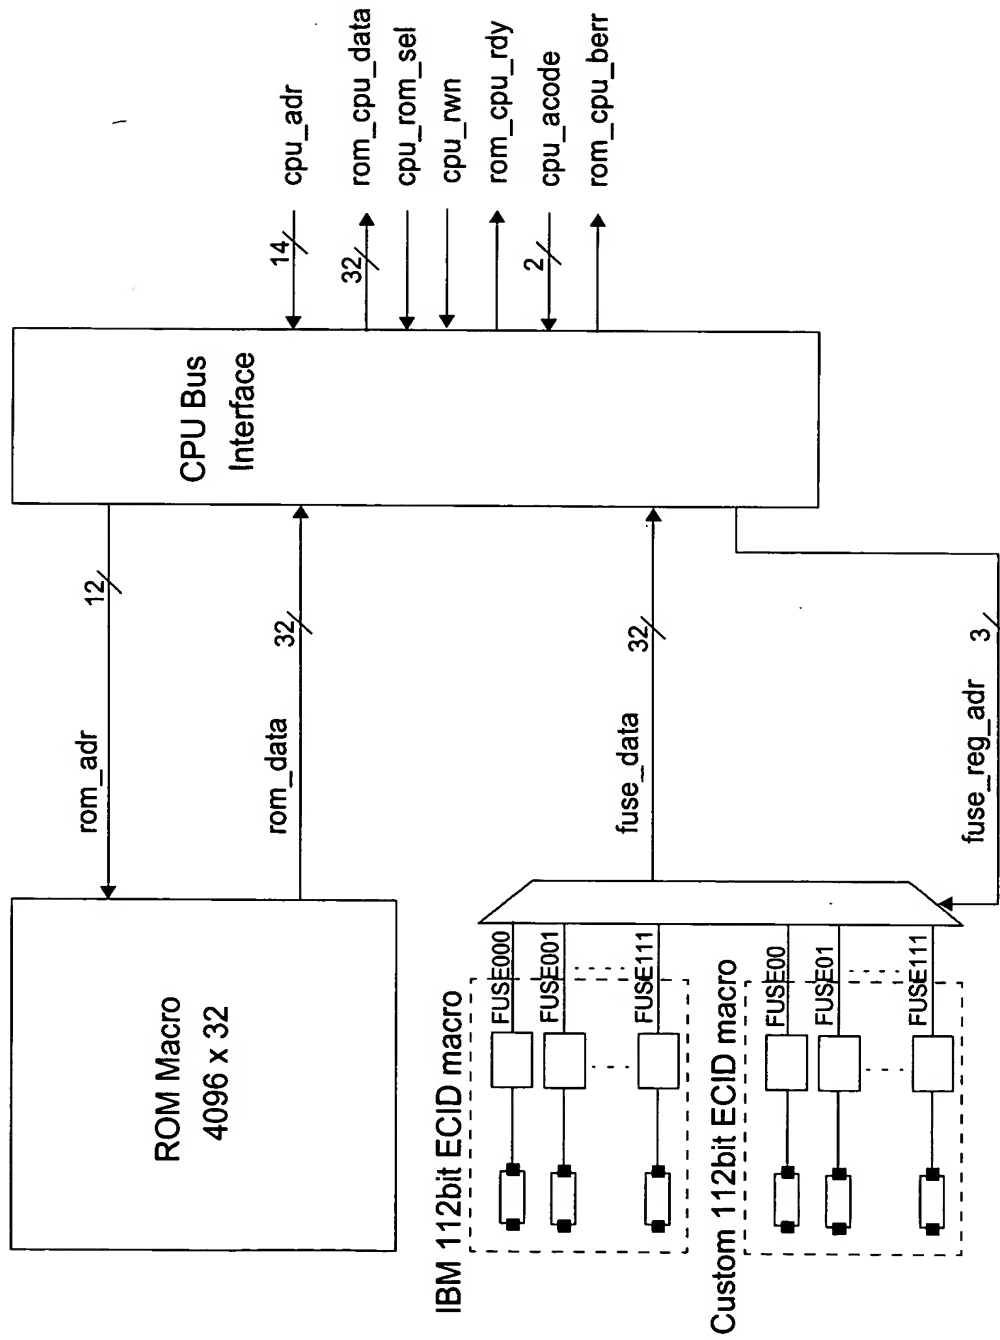 ROM Macro
4096 x 32
rom_adr
12
rom_data
32
CPU Bus
Interface
14
cpu_adr
32
rom_cpu_data
cpu_rom_sel
cpu_rwn
rom_cpu_rdy
2
cpu_acode
rom_cpu_berr
IBM 112bit ECID macro
FUSE000
FUSE001
FUSE111
fuse_data
32
Custom 112bit ECID macro
FUSE00
FUSE01
FUSE111
fuse_reg_adr
3